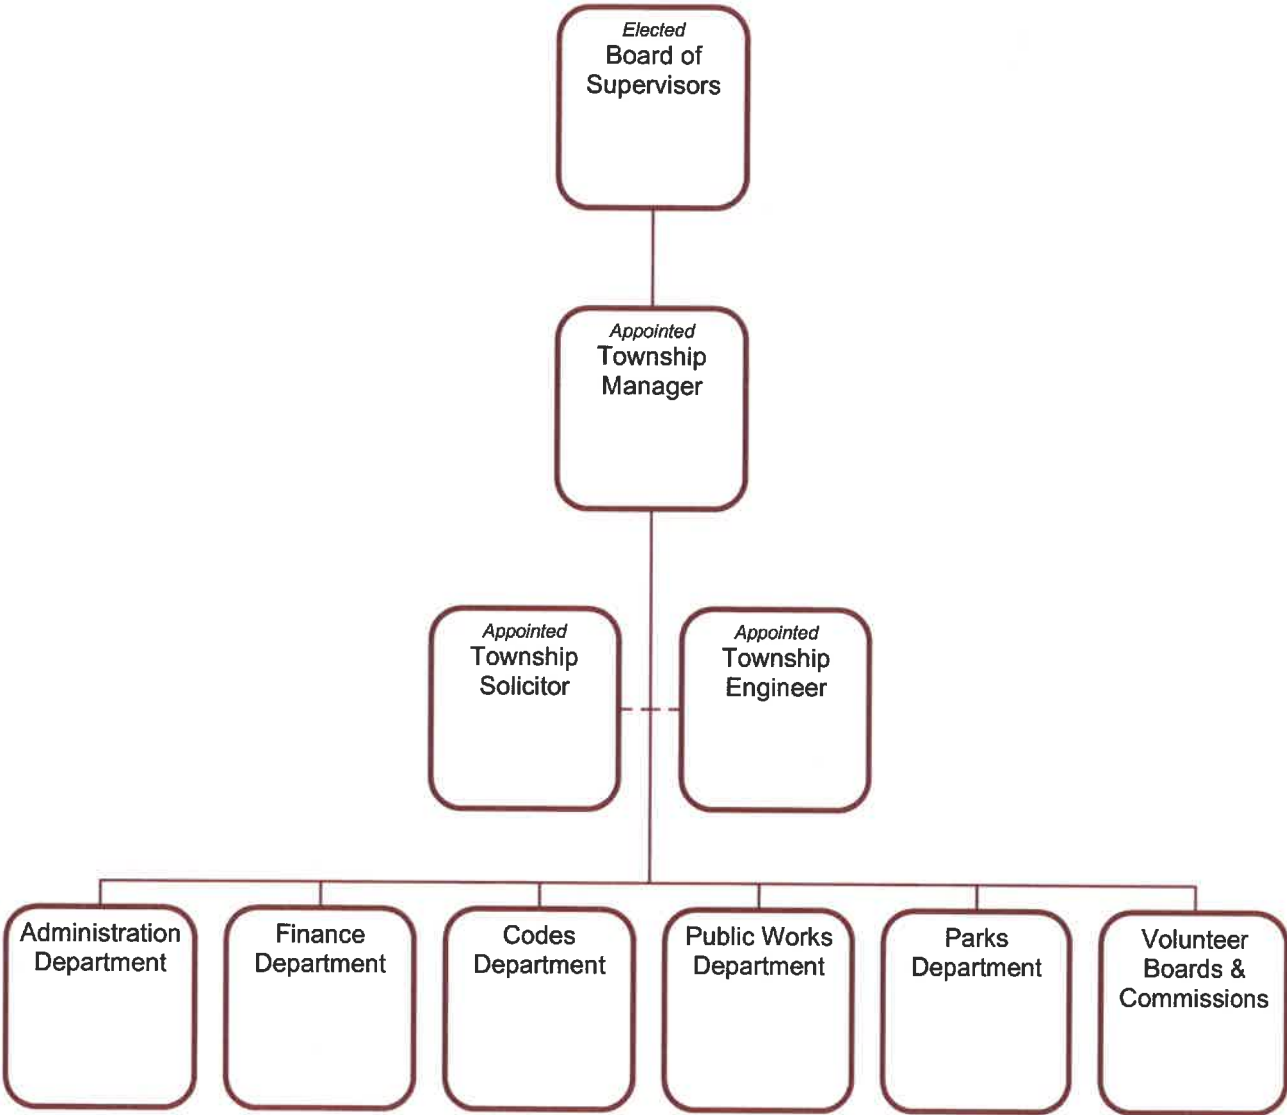 Elected
Board of
Supervisors
Appointed
Township
Manager
Appointed
Township
Solicitor
Appointed
Township
Engineer
Administration
Department
Finance
Department
Codes
Department
Public Works
Department
Parks
Department
Volunteer
Boards &
Commissions